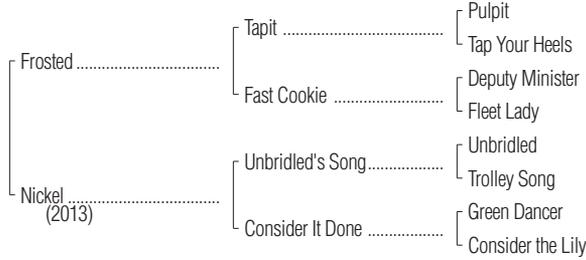 Pulpit
Tapit ........................................
Tap Your Heels
Frosted ...................................
Deputy Minister
Fast Cookie ...........................
Fleet Lady
Unbridled
Unbridled's Song...................
Trolley Song
Nickel .....................................
(2013)
Green Dancer
Consider It Done ..................
Consider the Lily